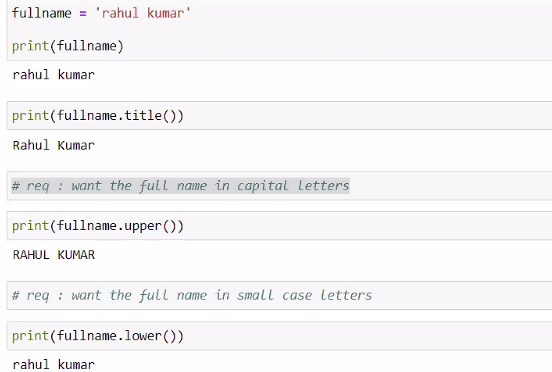 fullname = 'rahul kumar'
print(fullname)
rahul kumar
print(fullname.title())
Rahul Kumar
# req : want the full name in capital letters
print(fullname.upper())
RAHUL KUMAR
# req : want the full name in small case letters
print(fullname.lower())
rahul kumar